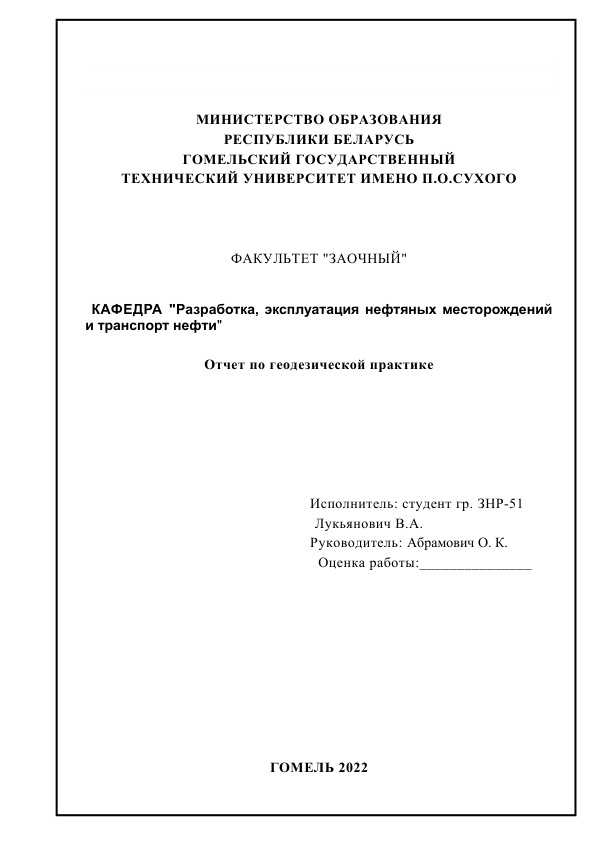 МИНИСТЕРСТВО ОБРАЗОВАНИЯ
РЕСПУБЛИКИ БЕЛАРУСЬ
ГОМЕЛЬСКИЙ ГОСУДАРСТВЕННЫЙ
ТЕХНИЧЕСКИЙ УНИВЕРСИТЕТ ИМЕНО П.О.СУХОГО
ФАКУЛЬТЕТ "ЗАОЧНЫЙ"
КАФЕДРА "Разработка, эксплуатация нефтяных месторождений
и транспорт нефти"
Отчет по геодезической практике
Исполнитель: студент гр. ЗНР-51
Лукьянович В.А.
Руководитель: Абрамович О. К.
Оценка работы:_______________
ГОМЕЛЬ 2022